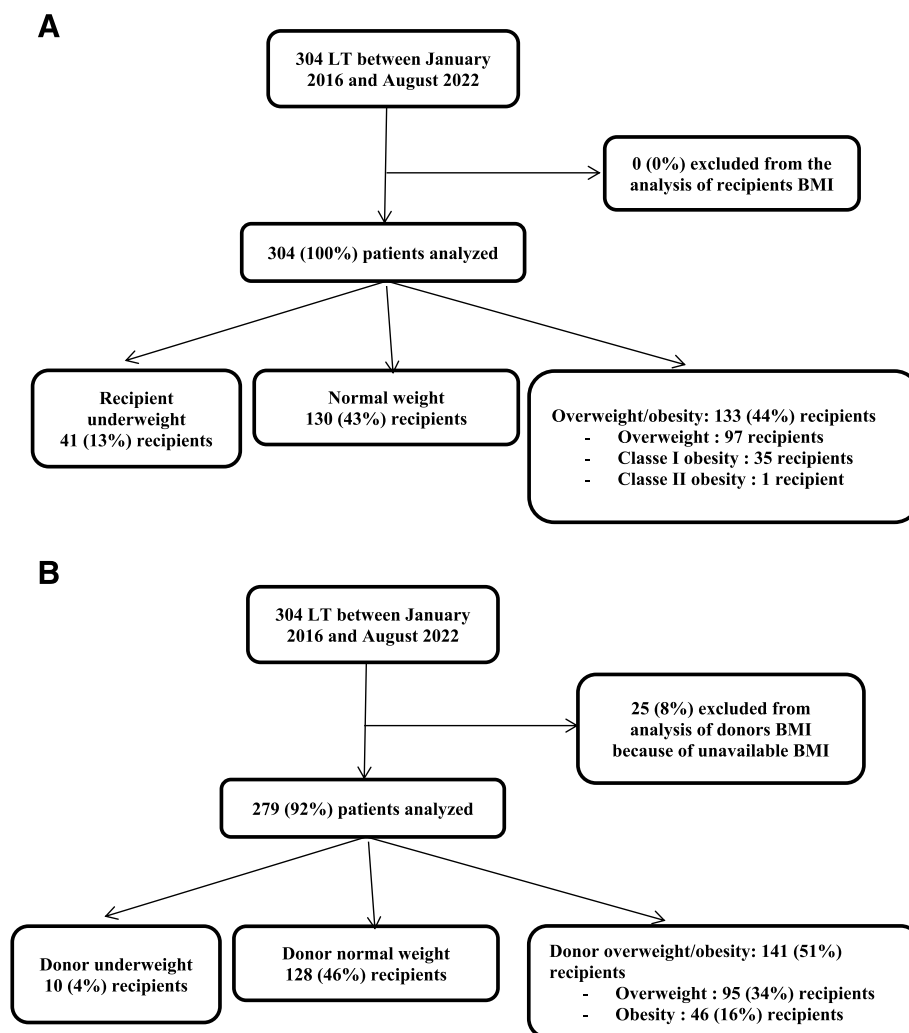 A
304 LT between January
2016 and August 2022
0 (0%) excluded from the
analysis of recipients BMI
304 (100%) patients analyzed
Recipient
underweight
41 (13%) recipients
Normal weight
130 (43%) recipients
Overweight/obesity: 133 (44%) recipients
- Overweight : 97 recipients
- Classe I obesity : 35 recipients
- Classe II obesity : 1 recipient
B
304 LT between January
2016 and August 2022
25 (8%) excluded from
analysis of donors BMI
because of unavailable BMI
279 (92%) patients analyzed
Donor underweight
10 (4%) recipients
Donor normal weight
128 (46%) recipients
Donor overweight/obesity: 141 (51%)
recipients
- Overweight : 95 (34%) recipients
- Obesity : 46 (16%) recipients